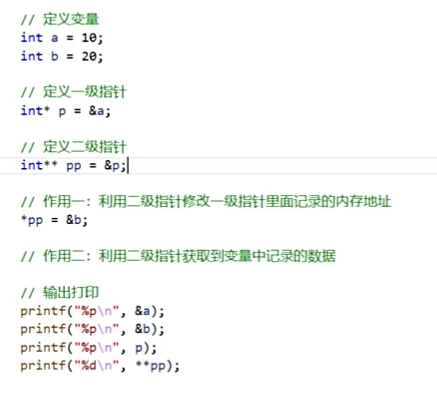 // 定义变量
int a = 10;
int b = 20;
// 定义一级指针
int* p = &a;
// 定义二级指针
int** pp = &p;
// 作用一：利用二级指针修改一级指针里面记录的内存地址
*pp = &b;
// 作用二：利用二级指针获取到变量中记录的数据
// 输出打印
printf("%p\n", &a);
printf("%p\n", &b);
printf("%p\n", p);
printf("%d\n", **pp);